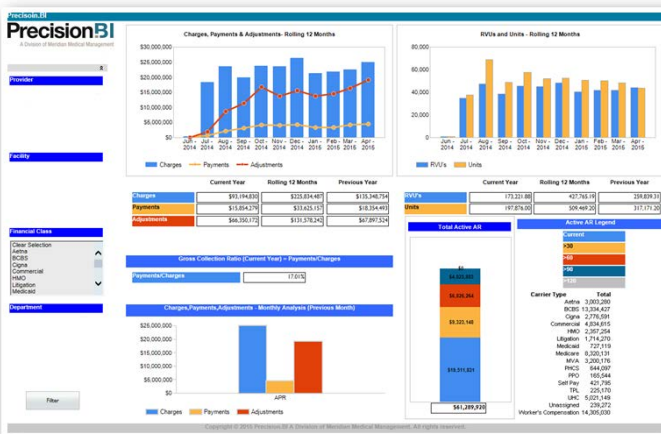 Precisoin.BI
PrecisionBI
A Division of Meridian Medical Management
Provider
Facility
Financial Class
Clear Selection
Aetna
BCBS
Cigna
Commercial
HMO
Litigation
Medicaid
Department
Filter
Charges, Payments & Adjustments- Rolling 12 Months
$30,000,000
$25,000,000
$20,000,000
$15,000,000
$10,000,000
$5,000,000
$0
Jun - 2014 Jul - 2014 Aug - 2014 Sep - 2014 Oct - 2014 Nov - 2014 Dec - 2014 Jan - 2015 Feb - 2015 Mar - 2015 Apr - 2015
Charges Payments Adjustments
RVUs and Units - Rolling 12 Months
80,000
60,000
40,000
20,000
0
Jun - 2014 Jul - 2014 Aug - 2014 Sep - 2014 Oct - 2014 Nov - 2014 Dec - 2014 Jan - 2015 Feb - 2015 Mar - 2015 Apr - 2015
RVUs Units
Current Year Rolling 12 Months Previous Year
Charges $93,194,830 $225,834,487 $135,348,754
Payments $15,854,279 $33,625,157 $18,354,493
Adjustments $66,350,172 $131,578,242 $67,897,524
Current Year Rolling 12 Months Previous Year
RVU's 173,221.88 437,765.19 259,839.31
Units 197,876.00 509,469.20 317,171.20
Gross Collection Ratio (Current Year) = Payments/Charges
Payments/Charges 17.01%
Charges,Payments,Adjustments - Monthly Analysis (Previous Month)
$25,000,000
$20,000,000
$15,000,000
$10,000,000
$5,000,000
$0
APR
Charges Payments Adjustments
Total Active AR
$0
$61,289,920
Active AR Legend
Current
>30
>60
>90
>120
Carrier Type Total
Aetna 3,003,280
BCBS 13,334,427
Cigna 2,776,591
Commercial 4,834,615
HMO 2,357,254
Litigation 1,714,270
Medicaid 727,119
Medicare 8,320,131
MVA 3,200,176
PHCS 644,097
PPO 165,544
Self Pay 421,795
TPL 225,170
UHC 5,021,149
Unassigned 239,272
Worker's Compensation 14,305,030
Copyright © 2015 Precision.BI A Division of Meridian Medical Management. All rights reserved.